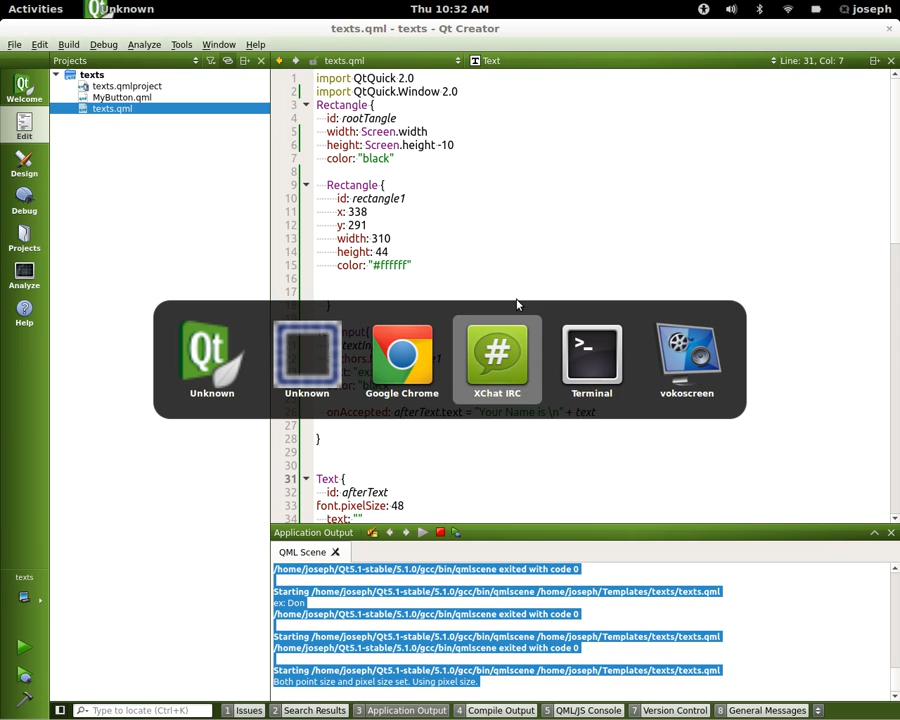 Activities Unknown Thu 10:32 AM joseph
texts.qml - texts - Qt Creator
File Edit Build Debug Analyze Tools Window Help
Projects texts.qml Text Line: 31, Col: 7
Welcome
Edit
Design
Debug
Projects
Analyze
Help
texts
texts.qmlproject
MyButton.qml
texts.qml
1 import QtQuick 2.0
2 import QtQuick.Window 2.0
3 Rectangle {
4 id: rootTangle
5 width: Screen.width
6 height: Screen.height -10
7 color: "black"
8
9 Rectangle {
10 id: rectangle1
11 x: 338
12 y: 291
13 width: 310
14 height: 44
15 color: "#ffffff"
16
17
}
Unknown
Unknown
Google Chrome
XChat IRC
Terminal
vokoscreen
onAccepted: afterText.text = "Your Name is \n" + text
27
28 }
29
30
31 Text {
32 id: afterText
33 font.pixelSize: 48
34 text: ""
Application Output
QML Scene
/home/joseph/Qt5.1-stable/5.1.0/gcc/bin/qmlscene exited with code 0
Starting /home/joseph/Qt5.1-stable/5.1.0/gcc/bin/qmlscene /home/joseph/Templates/texts/texts.qml
ex: Don
/home/joseph/Qt5.1-stable/5.1.0/gcc/bin/qmlscene exited with code 0
Starting /home/joseph/Qt5.1-stable/5.1.0/gcc/bin/qmlscene /home/joseph/Templates/texts/texts.qml
/home/joseph/Qt5.1-stable/5.1.0/gcc/bin/qmlscene exited with code 0
Starting /home/joseph/Qt5.1-stable/5.1.0/gcc/bin/qmlscene /home/joseph/Templates/texts/texts.qml
Both point size and pixel size set. Using pixel size.
texts
Type to locate (Ctrl+K) 1 Issues 2 Search Results 3 Application Output 4 Compile Output 5 QML/JS Console 7 Version Control 8 General Messages